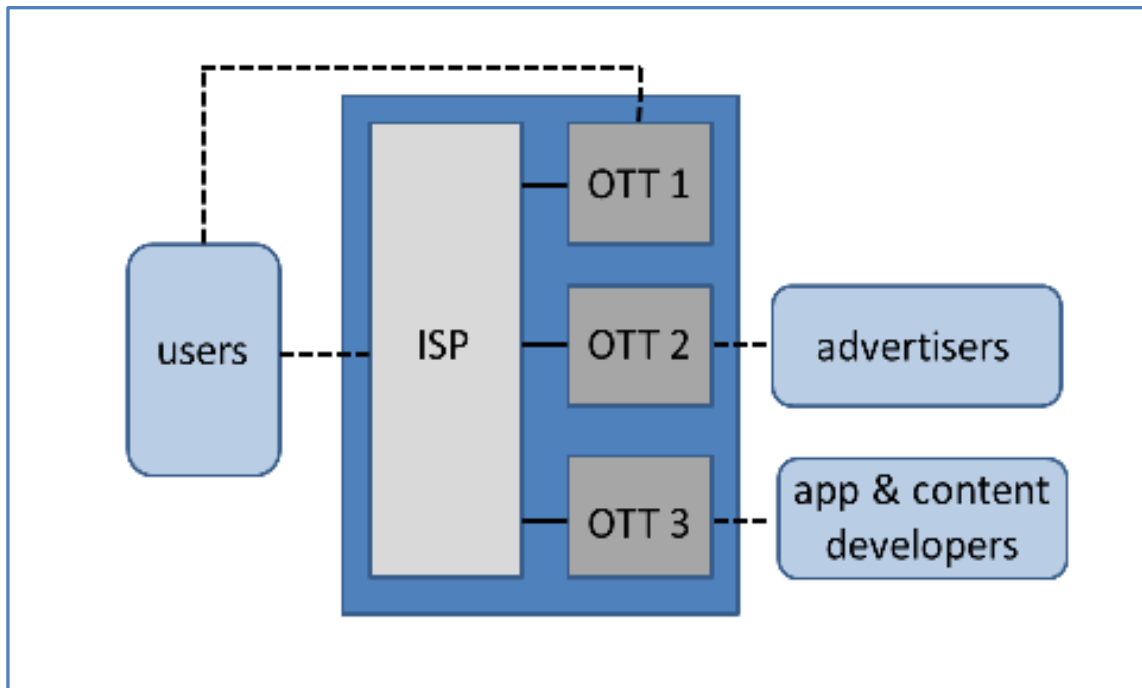 OTT 1
users
ISP
OTT 2
advertisers
OTT 3
app & content
developers